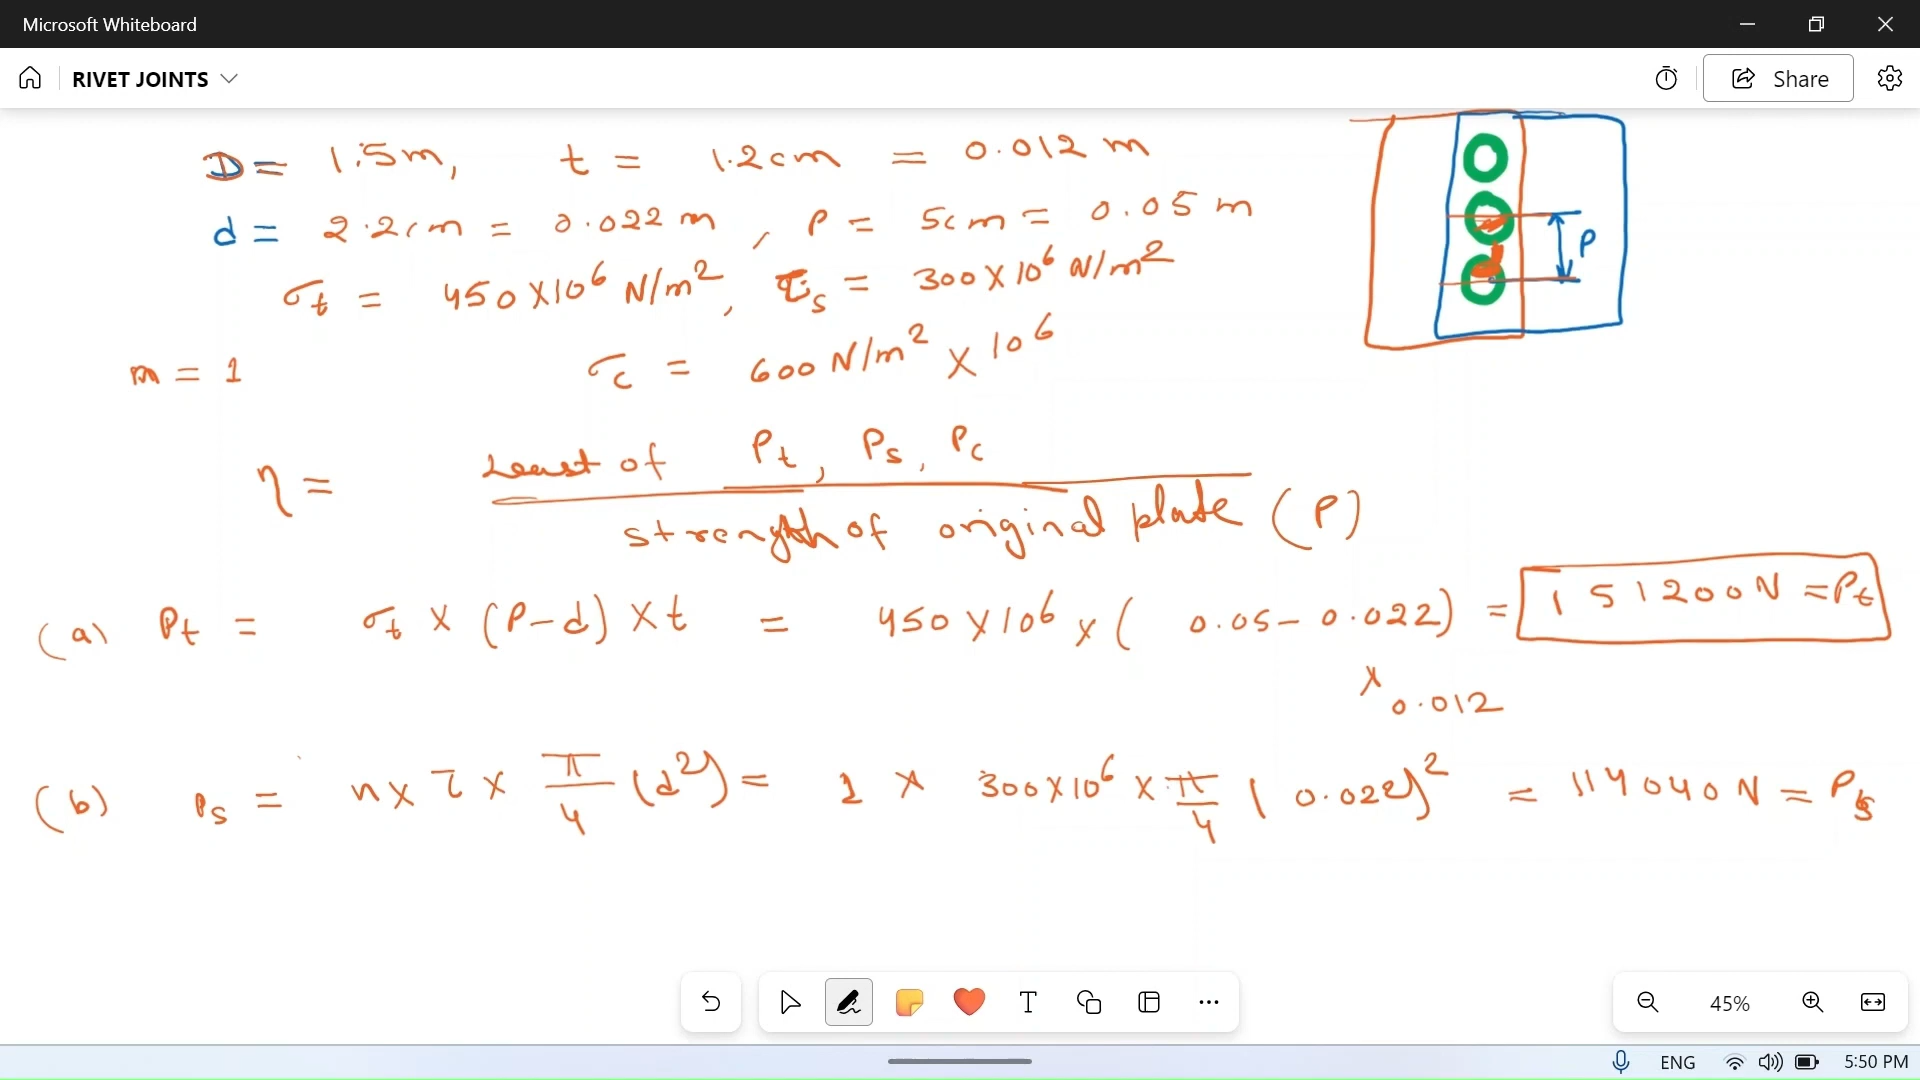 Microsoft Whiteboard
RIVET JOINTS
Share
D = 1.5m, t = 1.2cm = 0.012 m
d = 2.2cm = 0.022 m, P = 5cm = 0.05 m
P
σt = 450×10⁶ N/m², τs = 300×10⁶ N/m²
n = 1 σc = 600 N/m² × 10⁶
η = Least of Pt, Ps, Pc / strength of original plate (P)
(a) Pt = σt × (P-d) × t = 450×10⁶ × (0.05 - 0.022) = 151200N = Pt
× 0.012
(b) Ps = n × τ × π/4 (d²) = 1 × 300×10⁶ × π/4 (0.022)² = 114040N = Ps
45%
ENG
5:50 PM